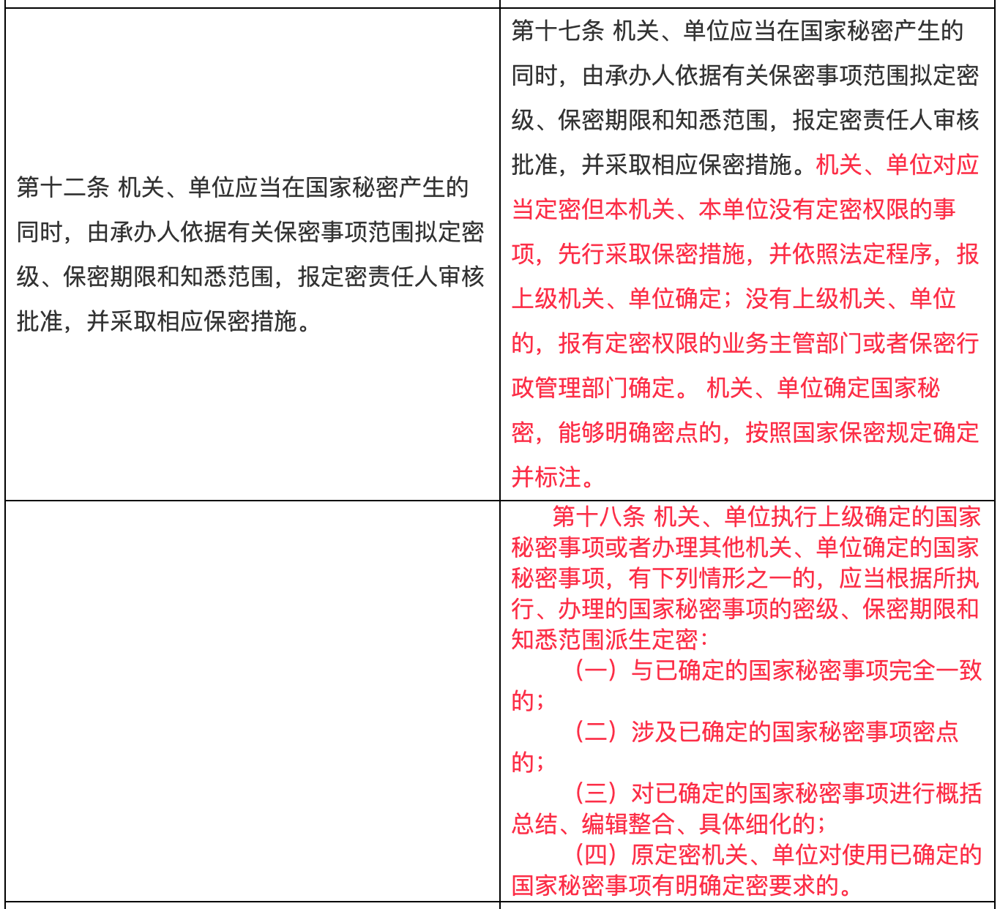 第十二条 机关、单位应当在国家秘密产生的
同时，由承办人依据有关保密事项范围拟定密
级、保密期限和知悉范围，报定密责任人审核
批准，并采取相应保密措施。
第十七条 机关、单位应当在国家秘密产生的
同时，由承办人依据有关保密事项范围拟定密
级、保密期限和知悉范围，报定密责任人审核
批准，并采取相应保密措施。机关、单位对应
当定密但本机关、本单位没有定密权限的事
项，先行采取保密措施，并依照法定程序，报
上级机关、单位确定；没有上级机关、单位
的，报有定密权限的业务主管部门或者保密行
政管理部门确定。 机关、单位确定国家秘
密，能够明确密点的，按照国家保密规定确定
并标注。
第十八条 机关、单位执行上级确定的国家
秘密事项或者办理其他机关、单位确定的国家
秘密事项，有下列情形之一的，应当根据所执
行、办理的国家秘密事项的密级、保密期限和
知悉范围派生定密：
（一）与已确定的国家秘密事项完全一致
的；
（二）涉及已确定的国家秘密事项密点
的；
（三）对已确定的国家秘密事项进行概括
总结、编辑整合、具体细化的；
（四）原定密机关、单位对使用已确定的
国家秘密事项有明确定密要求的。